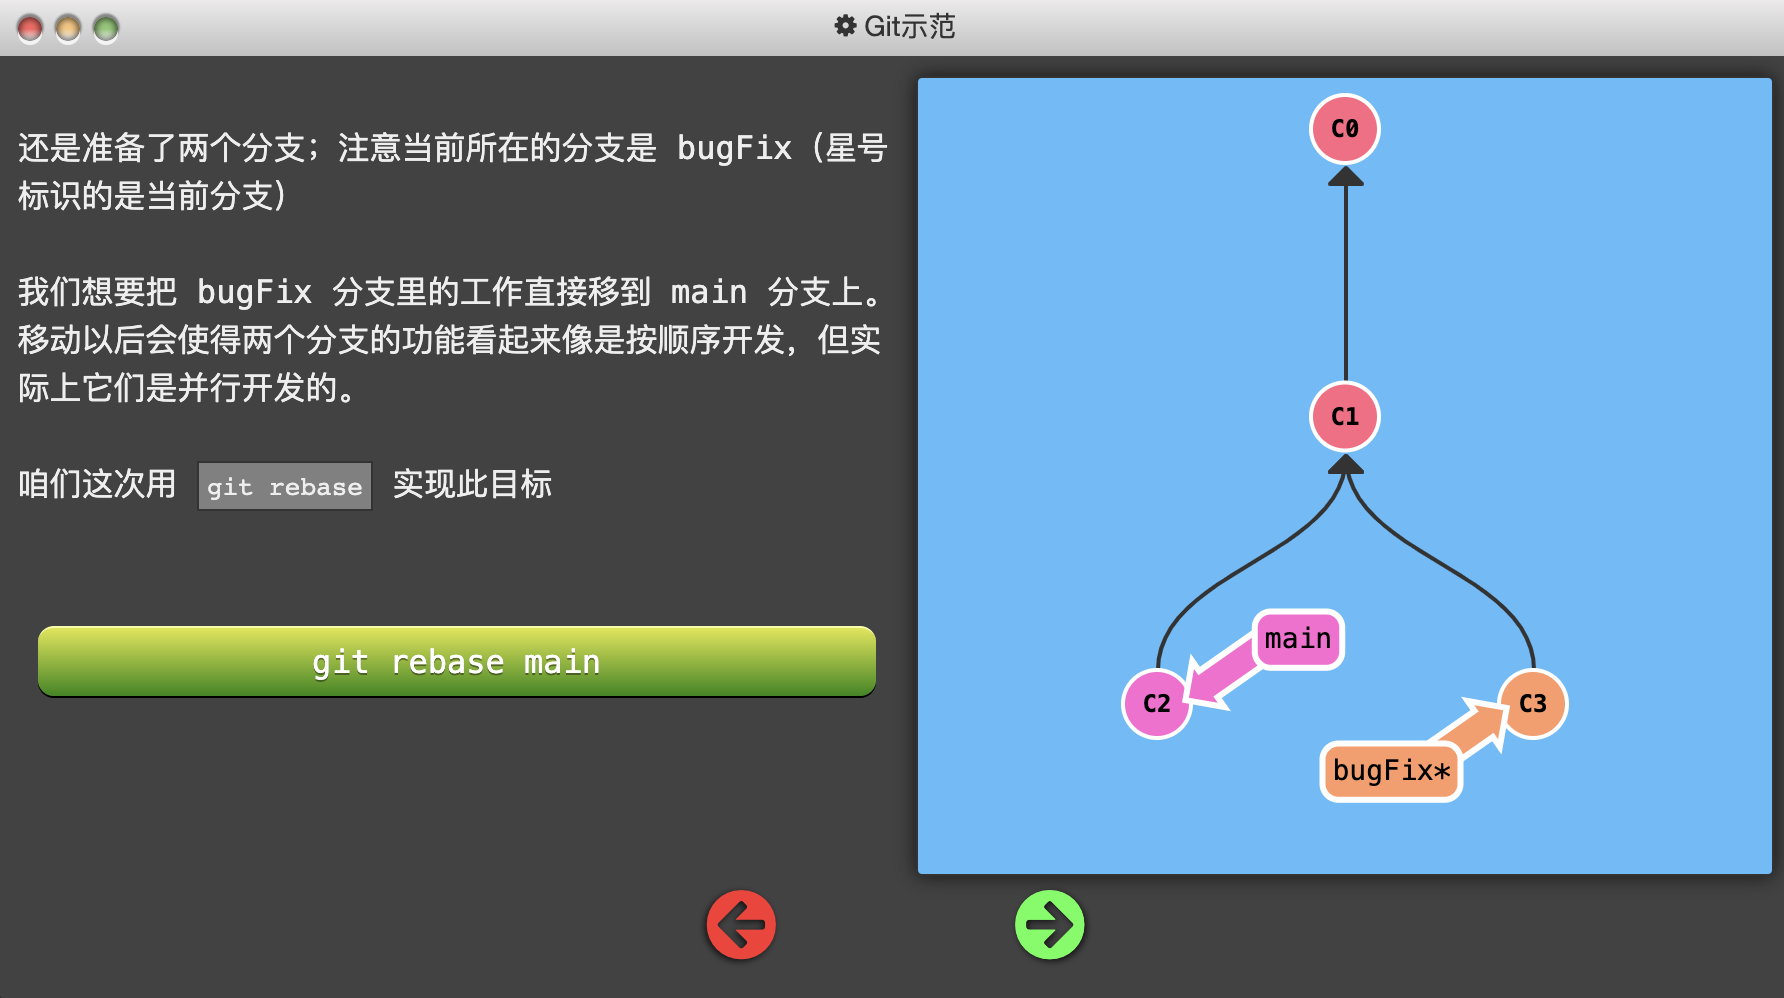 Git示范
还是准备了两个分支；注意当前所在的分支是 bugFix（星号
标识的是当前分支）
我们想要把 bugFix 分支里的工作直接移到 main 分支上。
移动以后会使得两个分支的功能看起来像是按顺序开发，但实
际上它们是并行开发的。
咱们这次用 git rebase 实现此目标
git rebase main
C0
C1
main
C2
C3
bugFix*